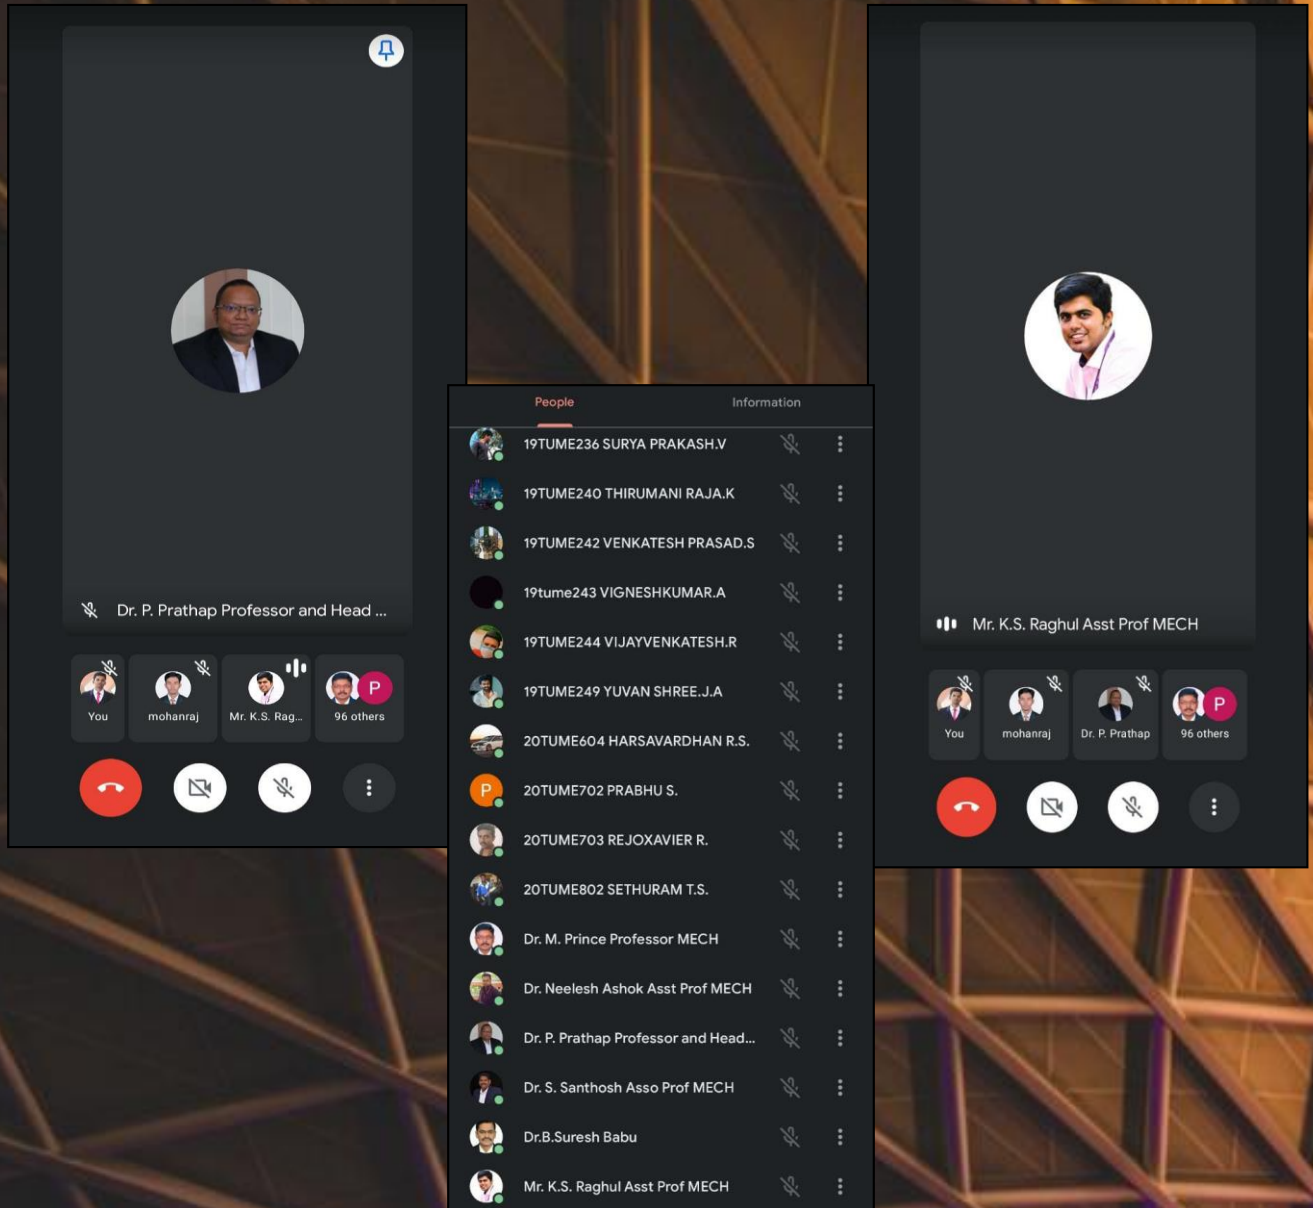 Dr. P. Prathap Professor and Head ...
You
mohanraj
Mr. K.S. Rag...
P
96 others
People
Information
19TUME236 SURYA PRAKASH.V
19TUME240 THIRUMANI RAJA.K
19TUME242 VENKATESH PRASAD.S
19tume243 VIGNESHKUMAR.A
19TUME244 VIJAYVENKATESH.R
19TUME249 YUVAN SHREE.J.A
20TUME604 HARSAVARDHAN R.S.
P
20TUME702 PRABHU S.
20TUME703 REJOXAVIER R.
20TUME802 SETHURAM T.S.
Dr. M. Prince Professor MECH
Dr. Neelesh Ashok Asst Prof MECH
Dr. P. Prathap Professor and Head...
Dr. S. Santhosh Asso Prof MECH
Dr.B.Suresh Babu
Mr. K.S. Raghul Asst Prof MECH
Mr. K.S. Raghul Asst Prof MECH
You
mohanraj
Dr. P. Prathap
P
96 others